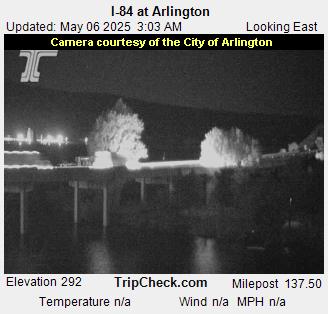 I-84 at Arlington
Updated: May 06 2025 3:03 AM Looking East
Camera courtesy of the City of Arlington
Elevation 292 TripCheck.com Milepost 137.50
Temperature n/a Wind n/a MPH n/a